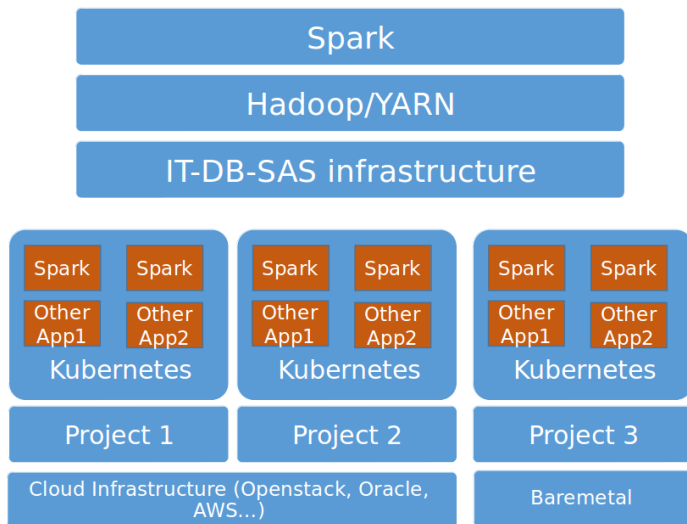 Spark
Hadoop/YARN
IT-DB-SAS infrastructure
Spark
Spark
Other
App1
Other
App2
Kubernetes
Spark
Spark
Other
App1
Other
App2
Kubernetes
Spark
Spark
Other
App1
Other
App2
Kubernetes
Project 1
Project 2
Project 3
Cloud Infrastructure (Openstack, Oracle,
AWS...)
Baremetal